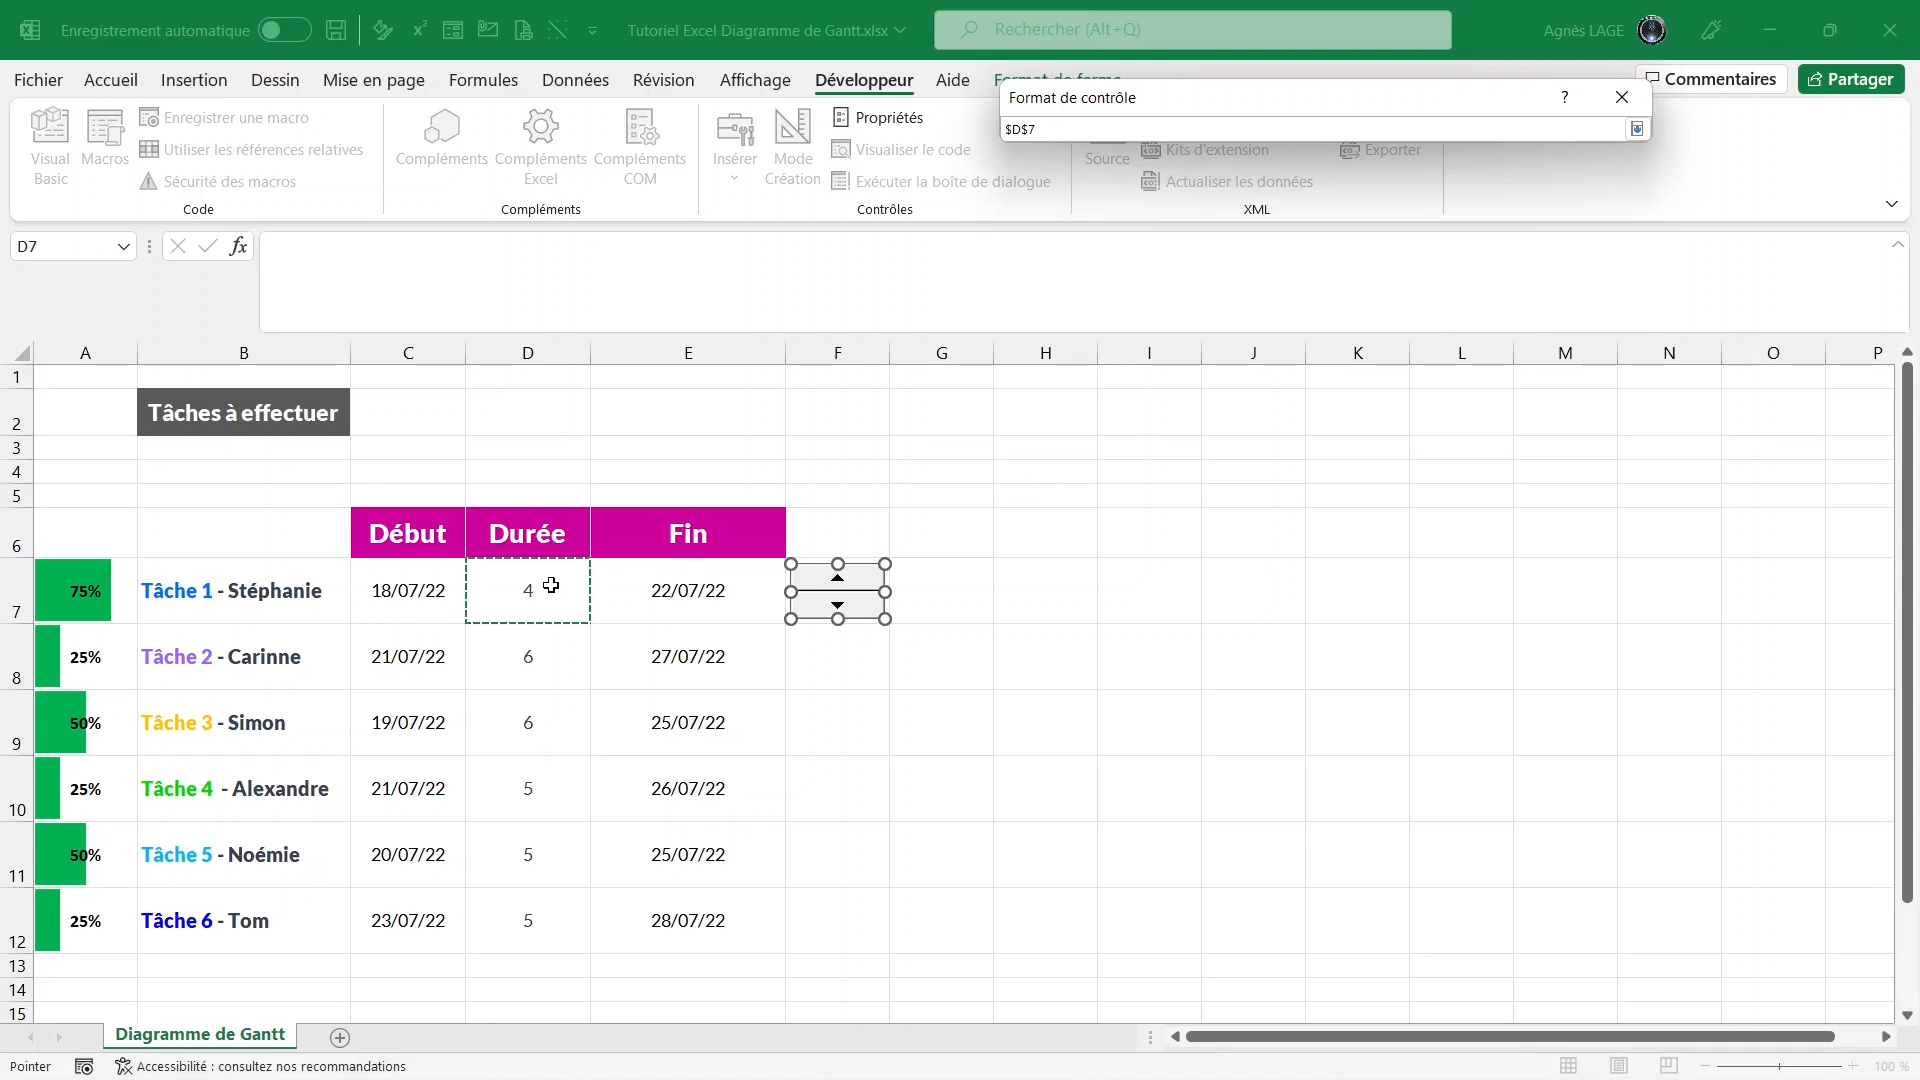 Enregistrement automatique
Tutoriel Excel Diagramme de Gantt.xlsx
Rechercher (Alt+Q)
Agnès LAGE
Fichier Accueil Insertion Dessin Mise en page Formules Données Révision Affichage Développeur Aide Format de forme
Commentaires
Partager
Format de contrôle
?
$D$7
Visual Basic
Macros
Enregistrer une macro
Utiliser les références relatives
Sécurité des macros
Code
Compléments
Compléments Excel
Compléments COM
Compléments
Insérer
Mode Création
Propriétés
Visualiser le code
Exécuter la boîte de dialogue
Contrôles
Source
Kits d'extension
Actualiser les données
Exporter
XML
D7
fx
A B C D E F G H I J K L M N O P
1
2 Tâches à effectuer
3
4
5
6 Début Durée Fin
7 75% Tâche 1 - Stéphanie 18/07/22 4 22/07/22
8 25% Tâche 2 - Carinne 21/07/22 6 27/07/22
9 50% Tâche 3 - Simon 19/07/22 6 25/07/22
10 25% Tâche 4 - Alexandre 21/07/22 5 26/07/22
11 50% Tâche 5 - Noémie 20/07/22 5 25/07/22
12 25% Tâche 6 - Tom 23/07/22 5 28/07/22
13
14
15
Diagramme de Gantt
Pointer
Accessibilité : consultez nos recommandations
100 %